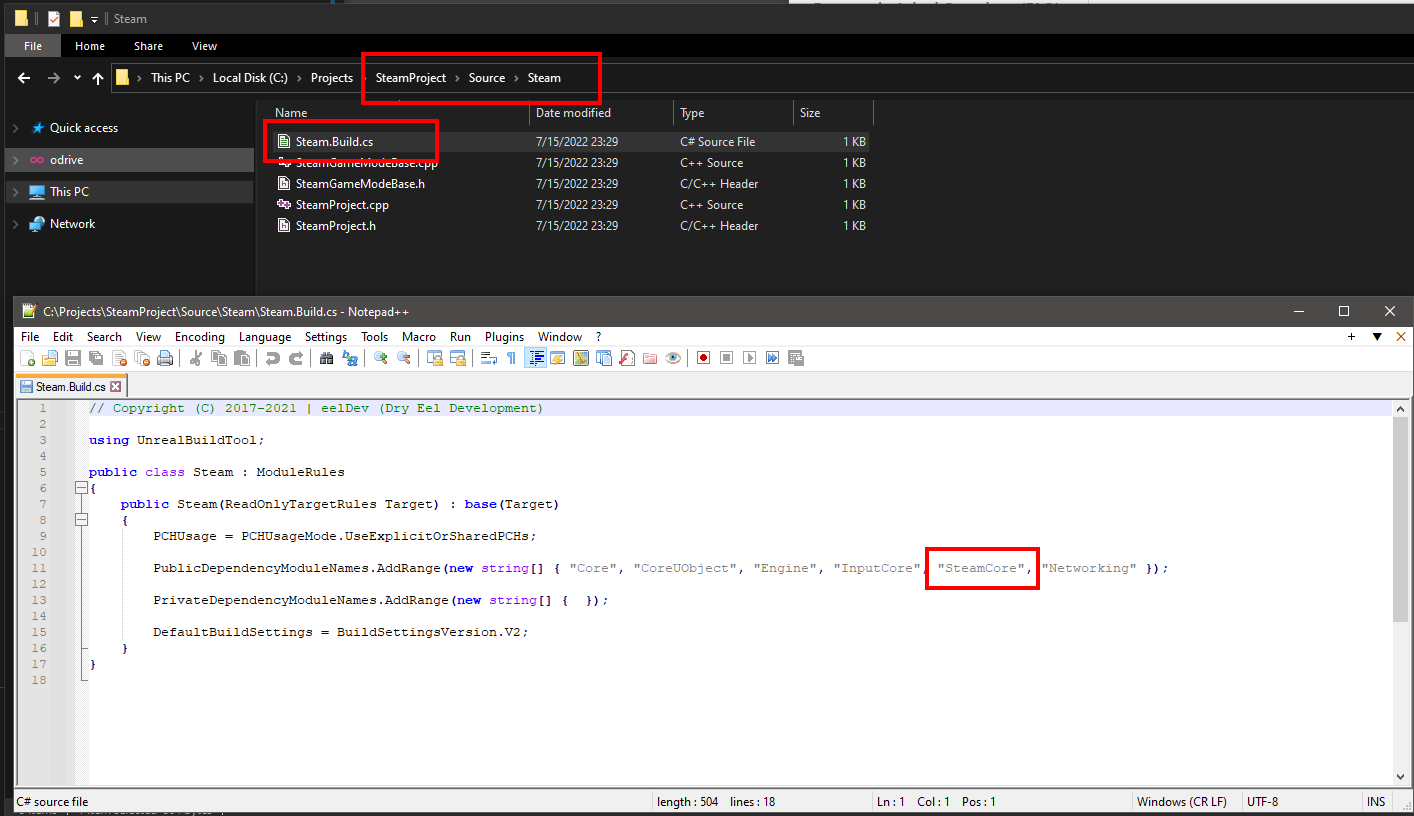 Steam
File Home Share View
This PC Local Disk (C:) Projects SteamProject Source Steam
Name Date modified Type Size
Quick access
odrive
This PC
Network
Steam.Build.cs 7/15/2022 23:29 C# Source File 1 KB
SteamGameModeBase.cpp 7/15/2022 23:29 C++ Source 1 KB
SteamGameModeBase.h 7/15/2022 23:29 C/C++ Header 1 KB
SteamProject.cpp 7/15/2022 23:29 C++ Source 1 KB
SteamProject.h 7/15/2022 23:29 C/C++ Header 1 KB
C:\Projects\SteamProject\Source\Steam\Steam.Build.cs - Notepad++
File Edit Search View Encoding Language Settings Tools Macro Run Plugins Window ?
Steam.Build.cs
1 // Copyright (C) 2017-2021 | eelDev (Dry Eel Development)
2
3 using UnrealBuildTool;
4
5 public class Steam : ModuleRules
6 {
7 public Steam(ReadOnlyTargetRules Target) : base(Target)
8 {
9 PCHUsage = PCHUsageMode.UseExplicitOrSharedPCHs;
10
11 PublicDependencyModuleNames.AddRange(new string[] { "Core", "CoreUObject", "Engine", "InputCore", "SteamCore", "Networking" });
12
13 PrivateDependencyModuleNames.AddRange(new string[] { });
14
15 DefaultBuildSettings = BuildSettingsVersion.V2;
16 }
17 }
18
C# source file length : 504 lines : 18 Ln : 1 Col : 1 Pos : 1 Windows (CR LF) UTF-8 INS